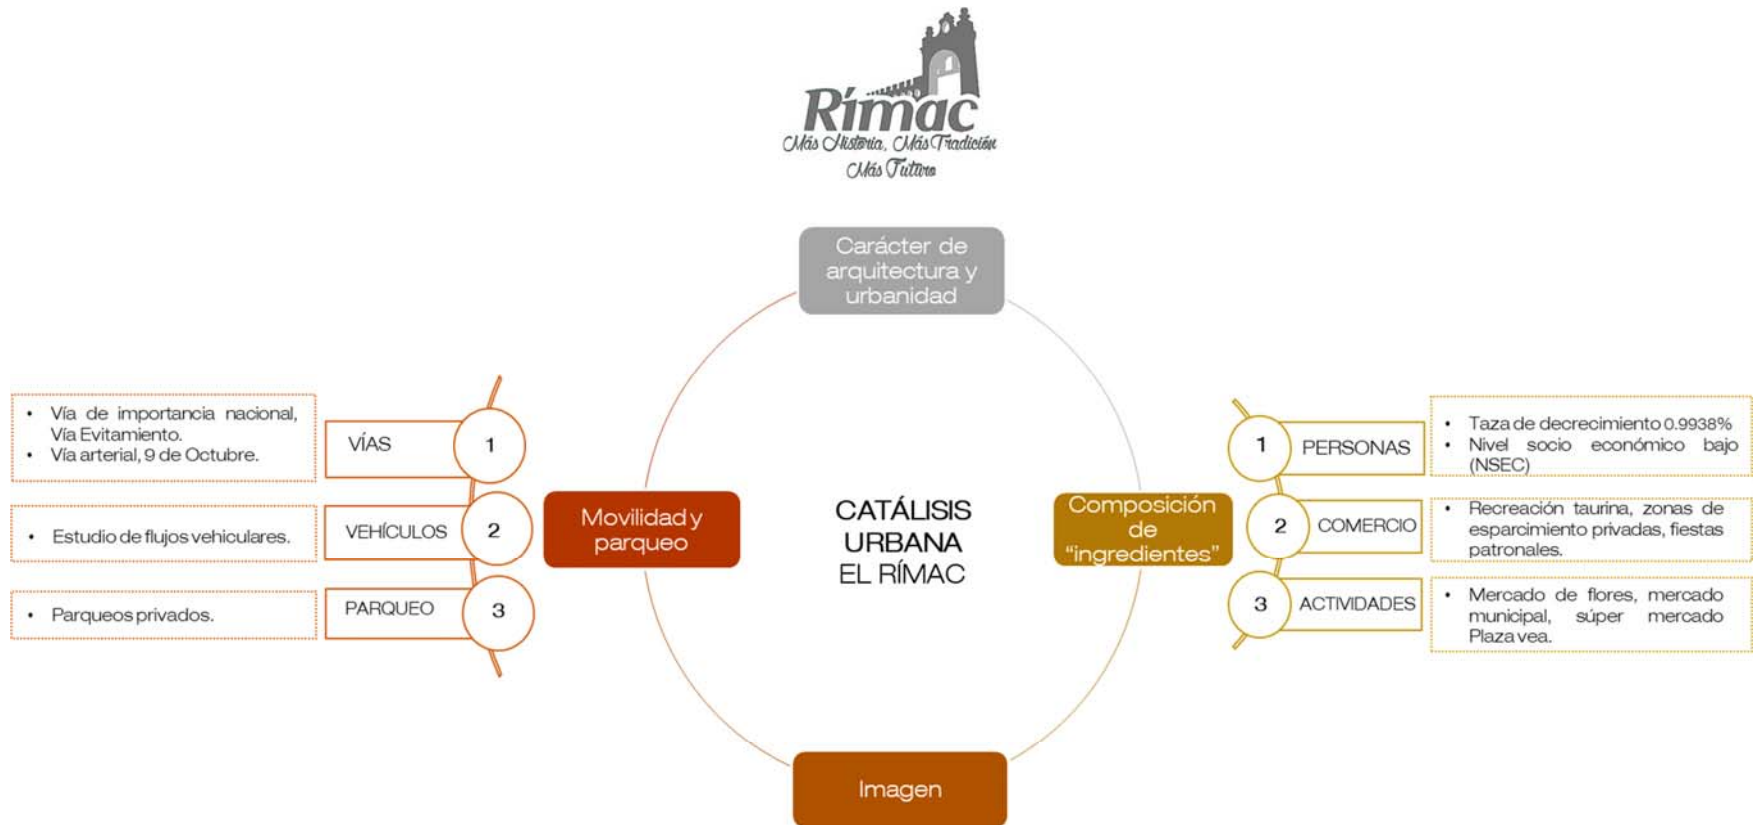 Rímac
Más Historia, Más Tradición
Más Futuro
Carácter de
arquitectura y
urbanidad
• Vía de importancia nacional,
Vía Evitamiento.
• Vía arterial, 9 de Octubre.
VÍAS
1
• Estudio de flujos vehiculares.
VEHÍCULOS
2
• Parqueos privados.
PARQUEO
3
Movilidad y
parqueo
CATÁLISIS
URBANA
EL RÍMAC
Composición
de
“ingredientes”
1
PERSONAS
• Taza de decrecimiento 0.9938%
• Nivel socio económico bajo
(NSEC)
2
COMERCIO
• Recreación taurina, zonas de
esparcimiento privadas, fiestas
patronales.
3
ACTIVIDADES
• Mercado de flores, mercado
municipal, súper mercado
Plaza vea.
Imagen